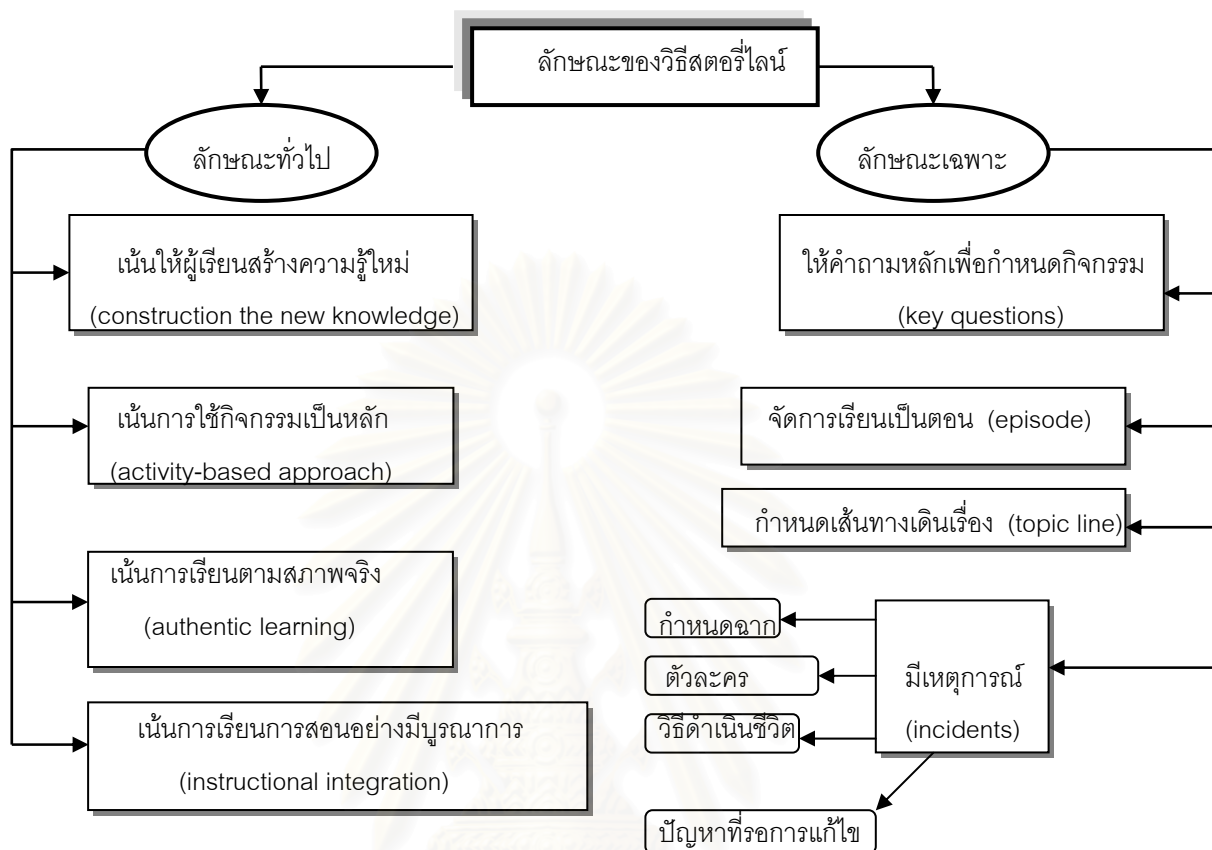 ลักษณะของวิธีสตอรี่ไลน์
ลักษณะทั่วไป
เน้นให้ผู้เรียนสร้างความรู้ใหม่
(construction the new knowledge)
เน้นการใช้กิจกรรมเป็นหลัก
(activity-based approach)
เน้นการเรียนตามสภาพจริง
(authentic learning)
เน้นการเรียนการสอนอย่างมีบูรณาการ
(instructional integration)
ลักษณะเฉพาะ
ให้คำถามหลักเพื่อกำหนดกิจกรรม
(key questions)
จัดการเรียนเป็นตอน (episode)
กำหนดเส้นทางเดินเรื่อง (topic line)
มีเหตุการณ์
(incidents)
กำหนดฉาก
ตัวละคร
วิธีดำเนินชีวิต
ปัญหาที่รอการแก้ไข